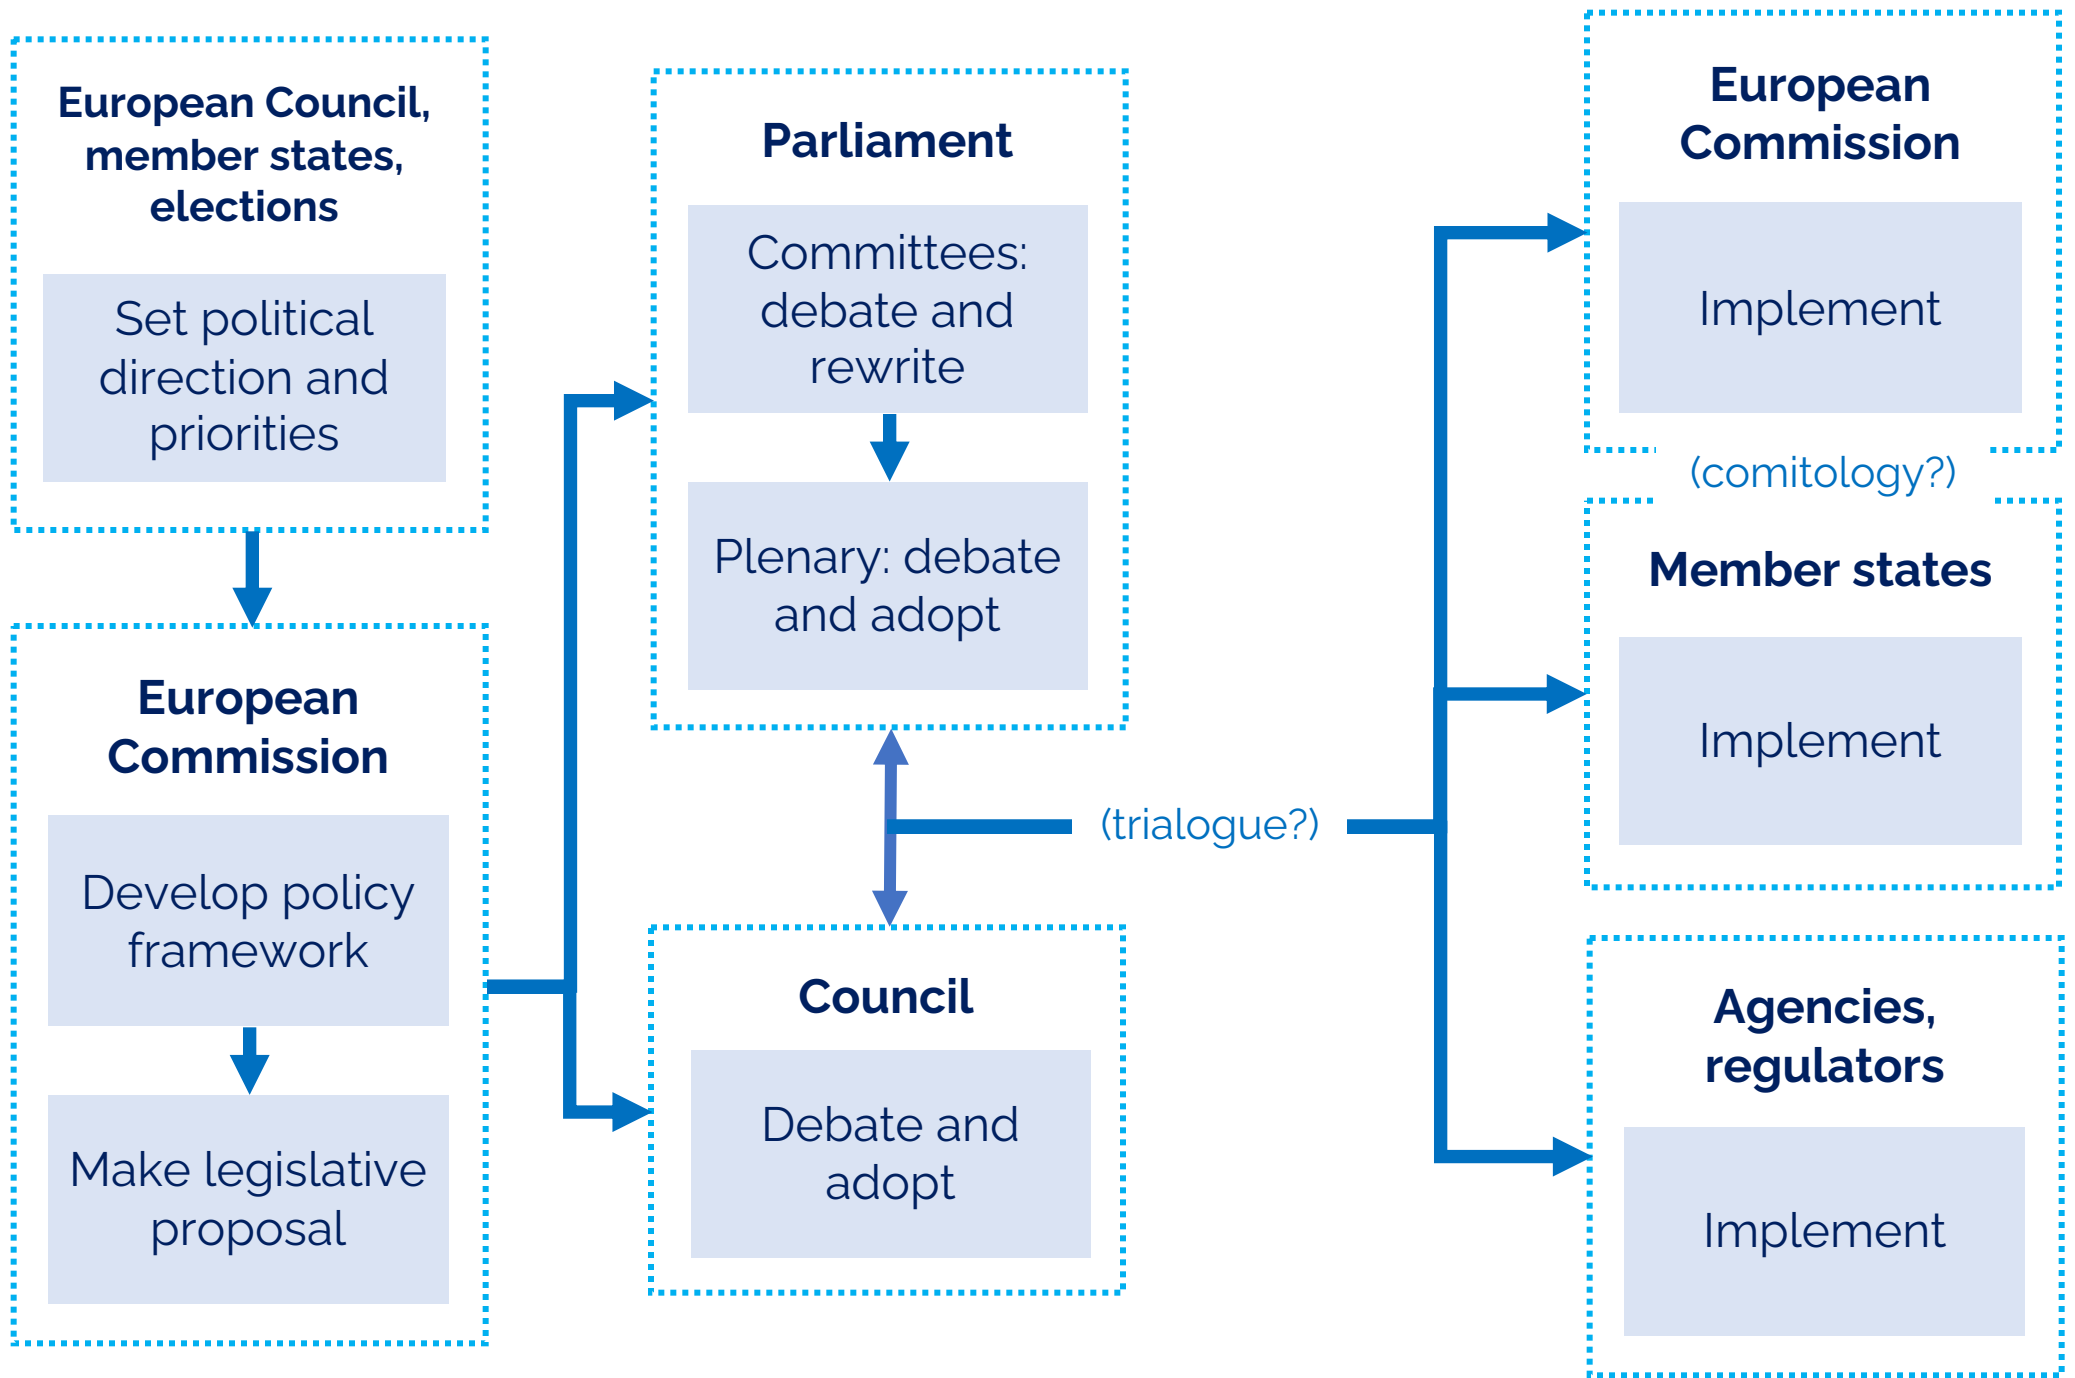 European Council,
member states,
elections
Set political
direction and
priorities
European
Commission
Develop policy
framework
Make legislative
proposal
Parliament
Committees:
debate and
rewrite
Plenary: debate
and adopt
(trialogue?)
Council
Debate and
adopt
European
Commission
Implement
(comitology?)
Member states
Implement
Agencies,
regulators
Implement